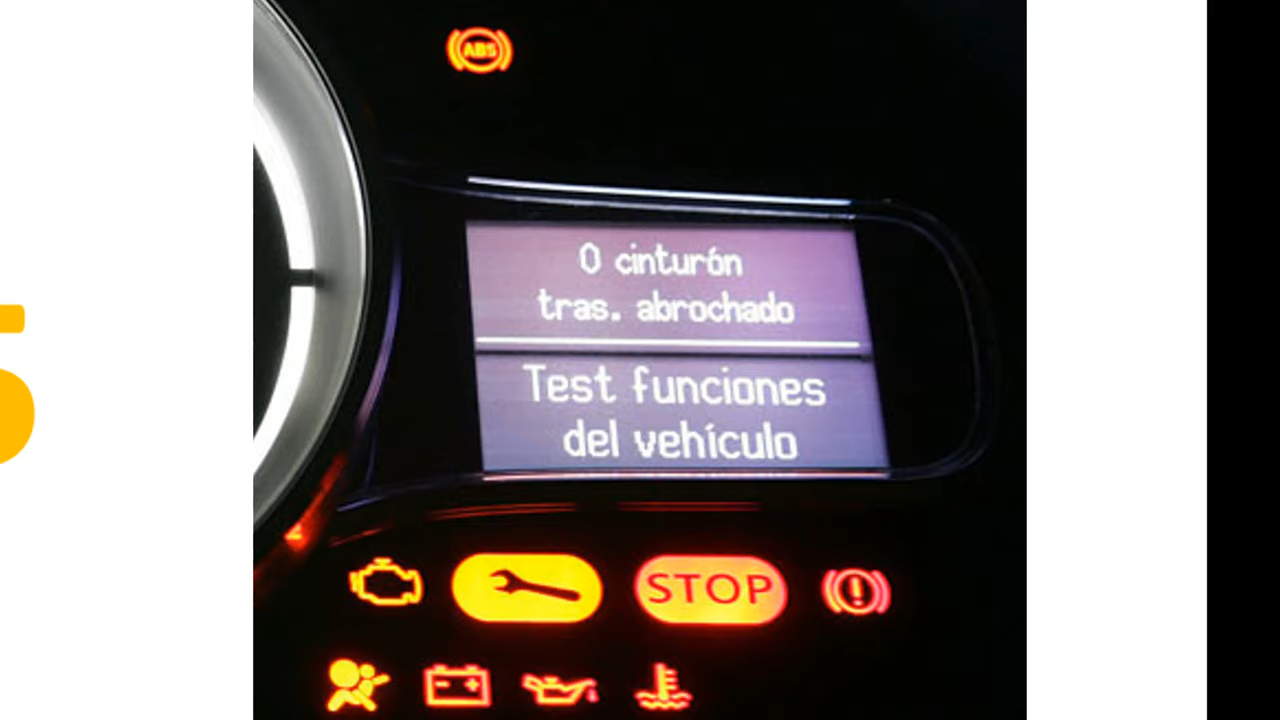 ABS
0 cinturón
tras. abrochado
Test funciones
del vehículo
STOP